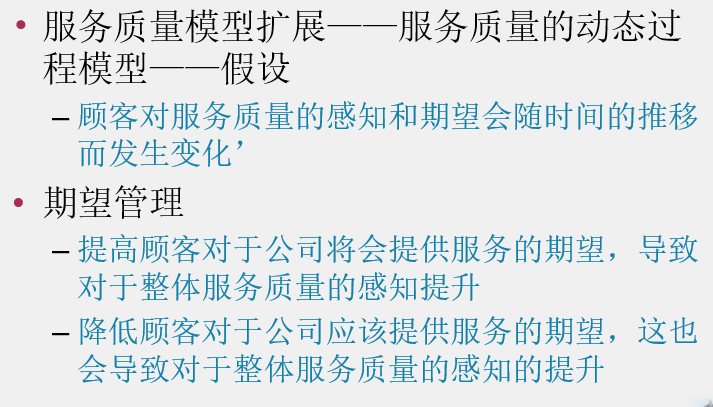 • 服务质量模型扩展——服务质量的动态过
程模型——假设
– 顾客对服务质量的感知和期望会随时间的推移
而发生变化’
• 期望管理
– 提高顾客对于公司将会提供服务的期望，导致
对于整体服务质量的感知提升
– 降低顾客对于公司应该提供服务的期望，这也
会导致对于整体服务质量的感知的提升